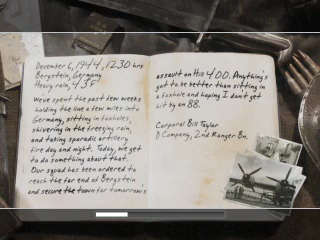 December 6, 1944, 1230 hrs
Bergstein, Germany
Heavy rain, 43F
We've spent the past few weeks
holding the line a few miles into
Germany, sitting in foxholes,
shivering in the freezing rain,
and taking sporadic artillery
fire day and night. Today, we get
to do something about that.
Our squad has been ordered to
reach the far end of Bergstein
and secure the town for tomorrow's
assault on Hill 400. Anything's
got to be better than sitting in
a foxhole and hoping I don't get
hit by an 88.
Corporal Bill Taylor
D Company, 2nd Ranger Bn.